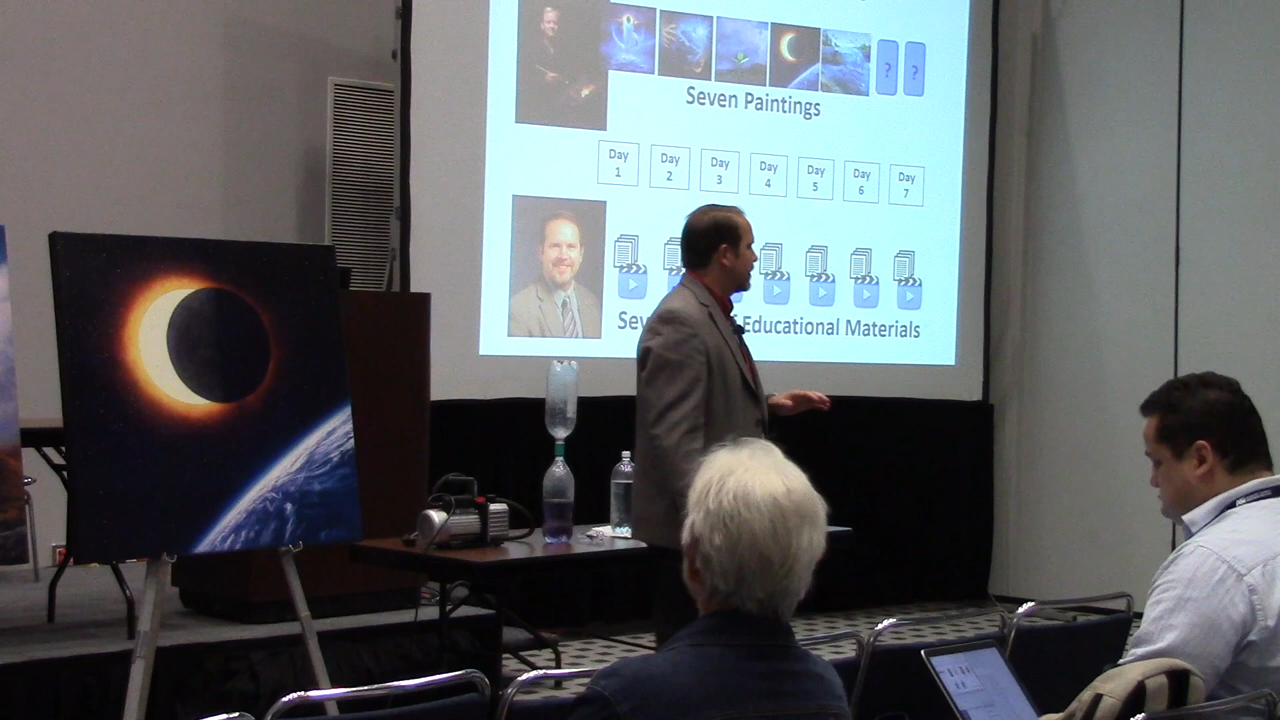 ? ?
Seven Paintings
Day 1
Day 2
Day 3
Day 4
Day 5
Day 6
Day 7
Educational Materials